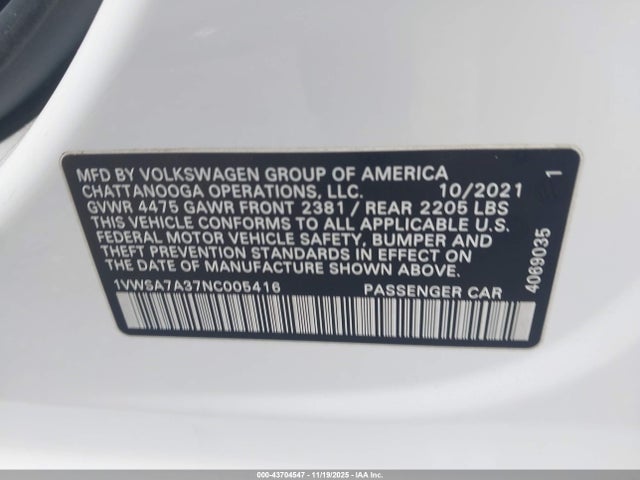 MFD BY VOLKSWAGEN GROUP OF AMERICA
CHATTANOOGA OPERATIONS, LLC. 10/2021
GVWR 4475 GAWR FRONT 2381 / REAR 2205 LBS
THIS VEHICLE CONFORMS TO ALL APPLICABLE U.S.
FEDERAL MOTOR VEHICLE SAFETY, BUMPER AND
THEFT PREVENTION STANDARDS IN EFFECT ON
THE DATE OF MANUFACTURE SHOWN ABOVE.
1VWSA7A37NC005416 PASSENGER CAR
4069035
1
000-43704547 - 11/19/2025 - IAAI.com